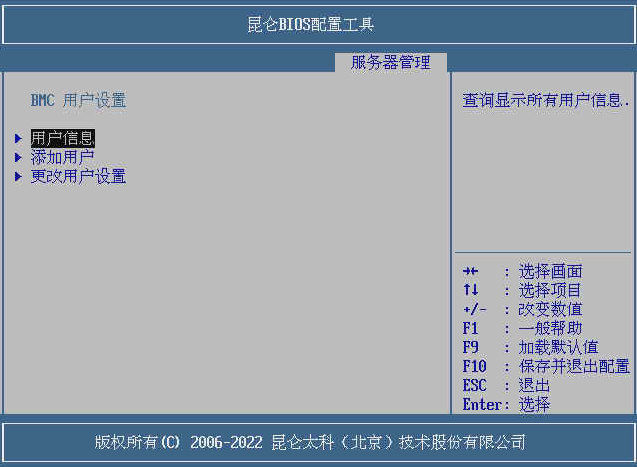 昆仑BIOS配置工具
服务器管理
BMC 用户设置
用户信息
添加用户
更改用户设置
查询显示所有用户信息.
→← : 选择画面
↑↓ : 选择项目
+/- : 改变数值
F1 : 一般帮助
F9 : 加载默认值
F10 : 保存并退出配置
ESC : 退出
Enter: 选择
版权所有(C) 2006-2022 昆仑太科（北京）技术股份有限公司